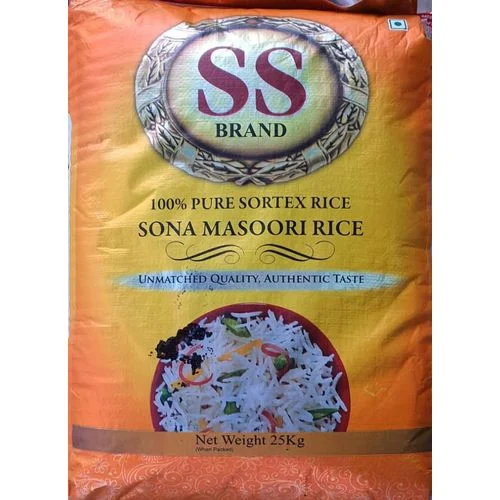 SS
BRAND
100% PURE SORTEX RICE
SONA MASOORI RICE
UNMATCHED QUALITY, AUTHENTIC TASTE
Net Weight 25Kg
(When Packed)